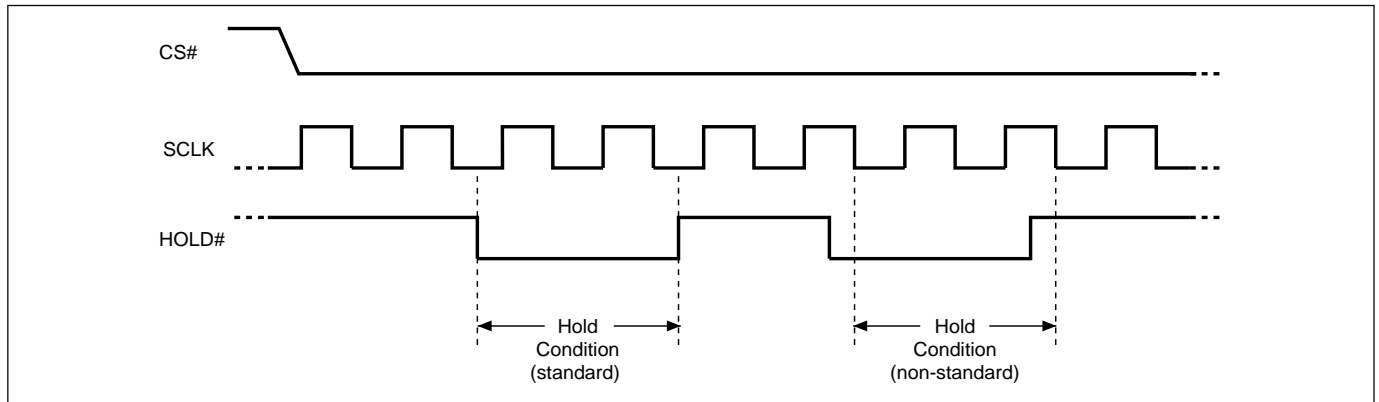 CS#
SCLK
HOLD#
Hold
Condition
(standard)
Hold
Condition
(non-standard)